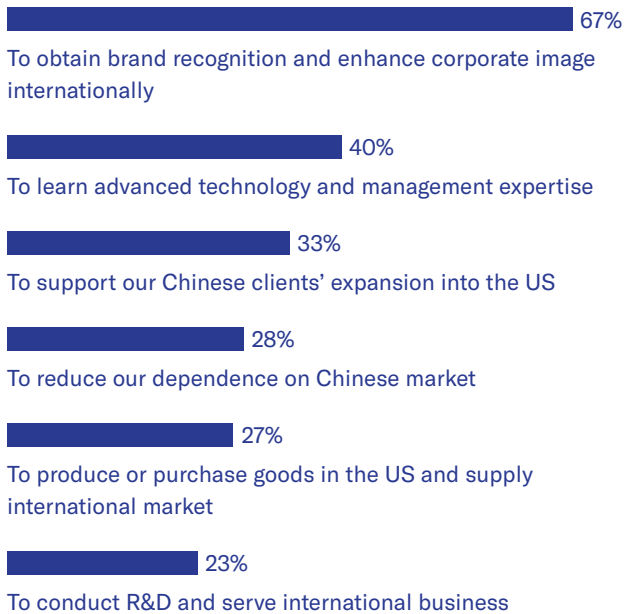 67%
To obtain brand recognition and enhance corporate image
internationally
40%
To learn advanced technology and management expertise
33%
To support our Chinese clients’ expansion into the US
28%
To reduce our dependence on Chinese market
27%
To produce or purchase goods in the US and supply
international market
23%
To conduct R&D and serve international business